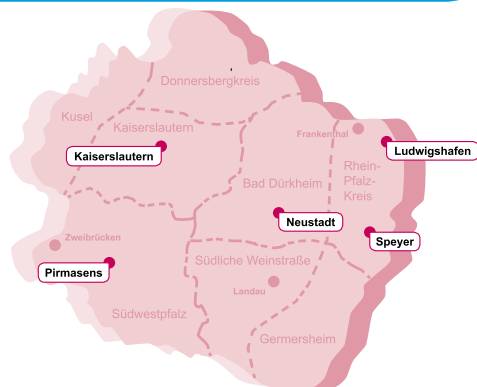 Donnersbergkreis
Kusel
Kaiserslautern
Frankenthal
Kaiserslautern
Ludwigshafen
Rhein-
Pfalz-
Kreis
Bad Dürkheim
Neustadt
Zweibrücken
Speyer
Pirmasens
Südliche Weinstraße
Landau
Südwestpfalz
Germersheim